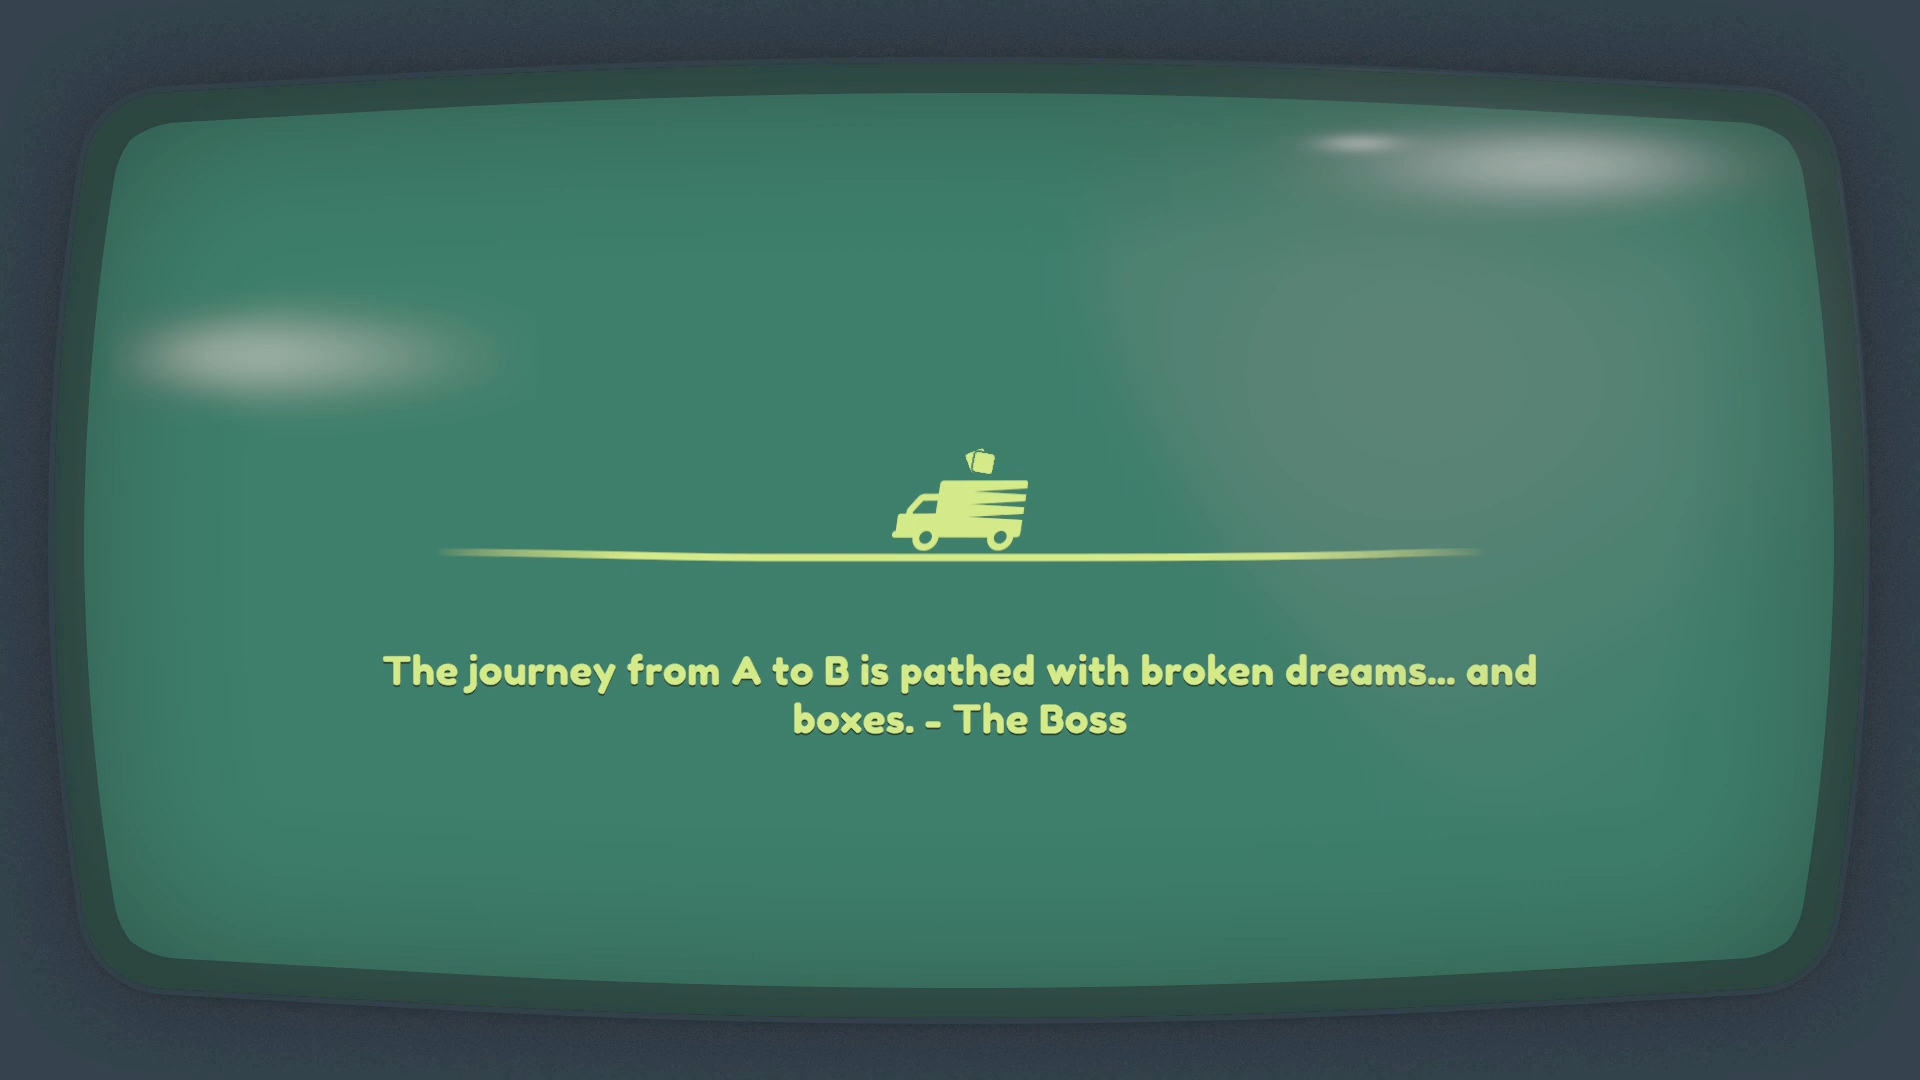 The journey from A to B is pathed with broken dreams... and
boxes. - The Boss